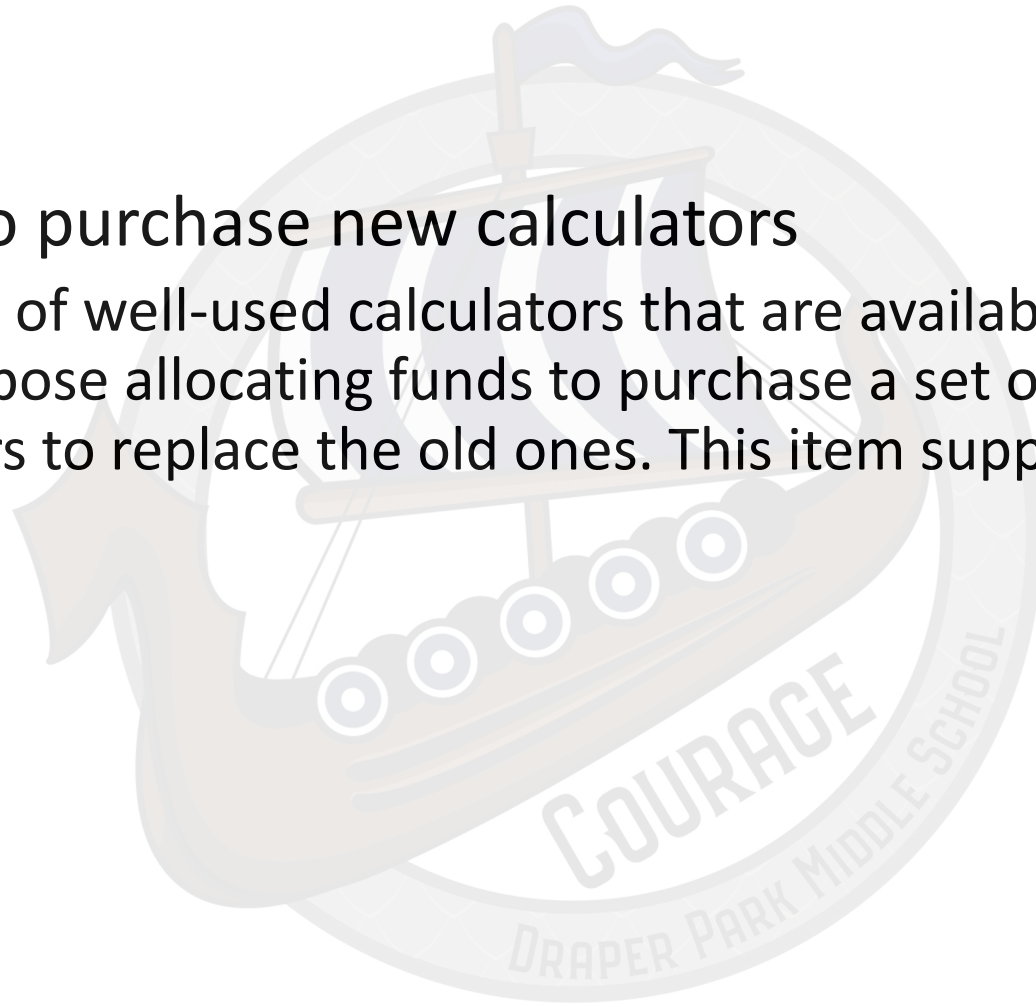 o purchase new calculators
of well-used calculators that are availab
pose allocating funds to purchase a set o
rs to replace the old ones. This item supp
COURAGE
DRAPER PARK MIDDLE SCHOOL